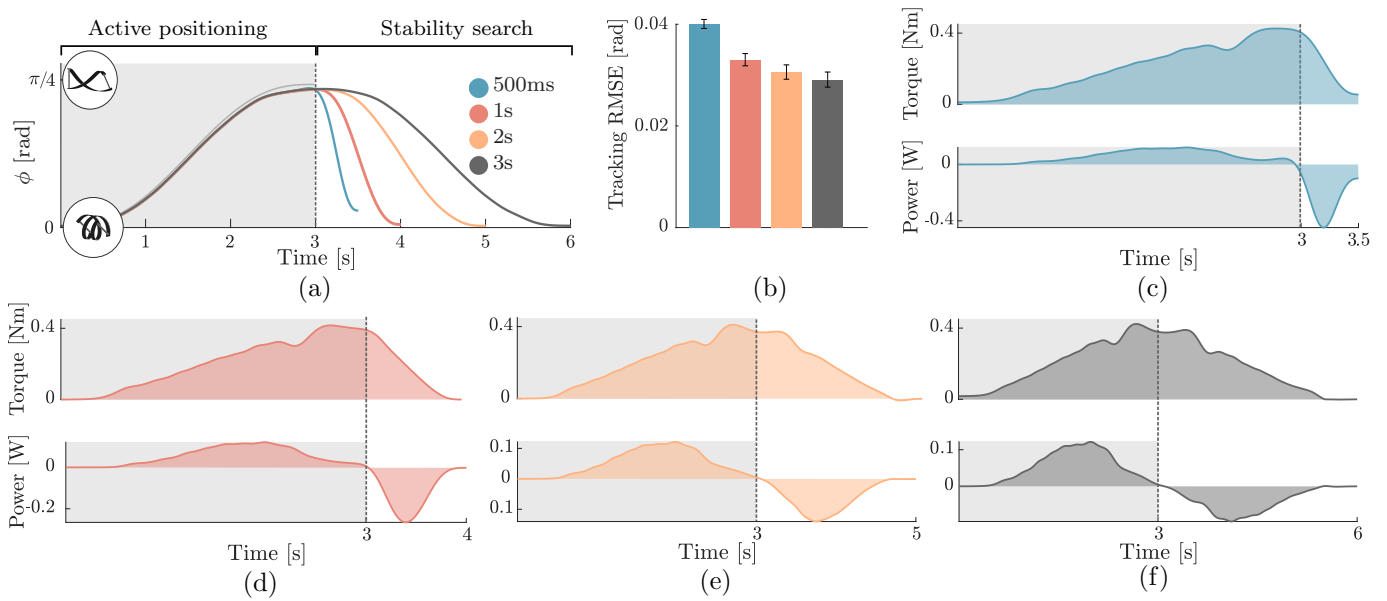 Active positioning
Stability search
π/4
ϕ [rad]
0
500ms
1s
2s
3s
1 2 3 4 5 6
Time [s]
(a)
Tracking RMSE [rad]
0.04
0.02
0
(b)
Torque [Nm]
0.4
0
Power [W]
0
-0.4
3 3.5
Time [s]
(c)
Torque [Nm]
0.4
0
Power [W]
0
-0.2
3 4
Time [s]
(d)
0.4
0
0.1
0
0.1
3 5
Time [s]
(e)
0.4
0
0.1
0
3 6
Time [s]
(f)